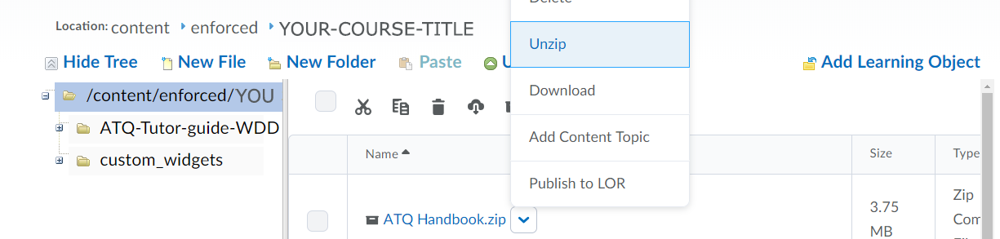 Delete
Location: content enforced YOUR-COURSE-TITLE
Unzip
Hide Tree New File New Folder Paste U Add Learning Object
/content/enforced/YOU
Download
ATQ-Tutor-guide-WDD
Add Content Topic
Name Size Type
custom_widgets
Publish to LOR
ATQ Handbook.zip 3.75 MB Zip Com